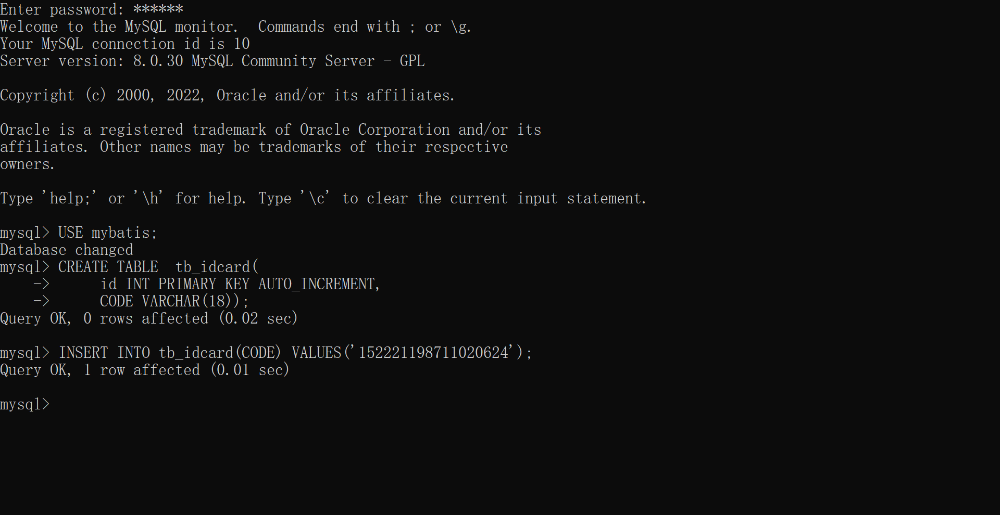 Enter password: ******
Welcome to the MySQL monitor.  Commands end with ; or \g.
Your MySQL connection id is 10
Server version: 8.0.30 MySQL Community Server - GPL

Copyright (c) 2000, 2022, Oracle and/or its affiliates.

Oracle is a registered trademark of Oracle Corporation and/or its
affiliates. Other names may be trademarks of their respective
owners.

Type 'help;' or '\h' for help. Type '\c' to clear the current input statement.

mysql> USE mybatis;
Database changed
mysql> CREATE TABLE  tb_idcard(
    ->      id INT PRIMARY KEY AUTO_INCREMENT,
    ->      CODE VARCHAR(18));
Query OK, 0 rows affected (0.02 sec)

mysql> INSERT INTO tb_idcard(CODE) VALUES('152221198711020624');
Query OK, 1 row affected (0.01 sec)

mysql>